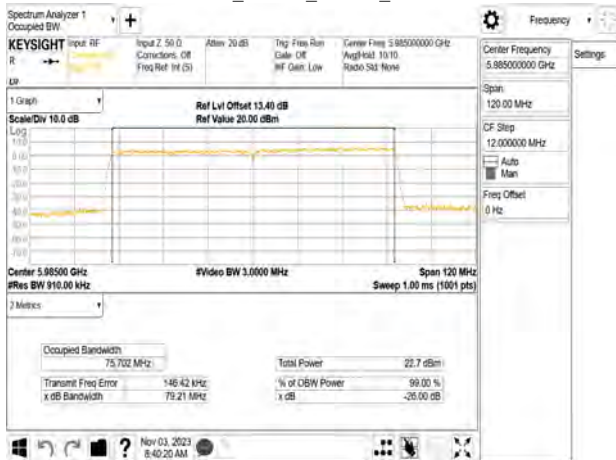 Spectrum Analyzer 1
Occupied BW
Frequency
KEYSIGHT
Input: RF
R
Input Z: 50 Ω
Corrections: Off
Freq Ref: Int (S)
Atten: 20 dB
Trig: Free Run
Gate: Off
#IF Gain: Low
Center Freq: 5.985000000 GHz
Avg|Hold: 10/10
Radio Std: None
Center Frequency
5.985000000 GHz
Settings
Span
120.00 MHz
CF Step
12.000000 MHz
Auto
Man
Freq Offset
0 Hz
1 Graph
Scale/Div 10.0 dB
Ref Lvl Offset 13.40 dB
Ref Value 20.00 dBm
Log
Center 5.98500 GHz
#Video BW 3.0000 MHz
Span 120 MHz
#Res BW 910.00 kHz
Sweep 1.00 ms (1001 pts)
2 Metrics
Occupied Bandwidth
75.702 MHz
Total Power
22.7 dBm
Transmit Freq Error
146.42 kHz
% of OBW Power
99.00 %
x dB Bandwidth
79.21 MHz
x dB
-26.00 dB
Nov 03, 2023
8:40:20 AM